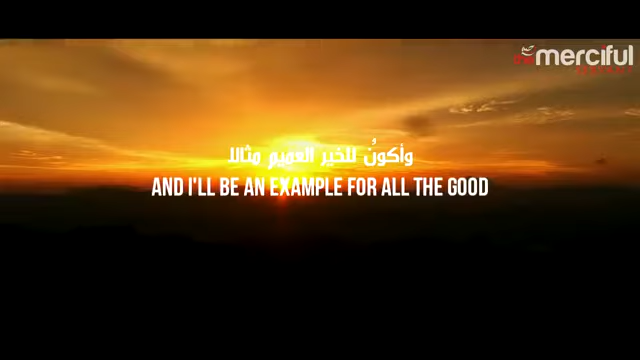 merciful
وأكونُ للخير العميم مثالا
AND I'LL BE AN EXAMPLE FOR ALL THE GOOD